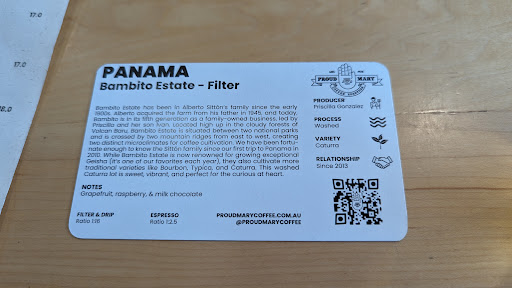 17.0
18.0
PANAMA
Bambito Estate - Filter
Bambito Estate has been in Alberto Sittón's family since the early
1900s. Alberto acquired the farm from his father in 1945, and today,
Bambito is in its fifth generation as a family-owned business, led by
Priscilla and her son Ivan. Located high up in the cloudy forests of
Volcan Baru, Bambito Estate is situated between two national parks
and is crossed by two mountain ridges from east to west, creating
two distinct microclimates for coffee cultivation. We have been fortu-
nate enough to know the Sittón family since our first trip to Panama in
2010. While Bambito Estate is now renowned for growing exceptional
Gesha (it's one of our favorites each year), they also cultivate more
traditional varieties like Bourbon, Typica, and Caturra. This washed
Caturra lot is sweet, vibrant, and perfect for the curious at heart.
NOTES
Grapefruit, raspberry, & milk chocolate
FILTER & DRIP
Ratio 1:16
ESPRESSO
Ratio 1:2.5
PROUDMARYCOFFEE.COM.AU
@PROUDMARYCOFFEE
PROUD MARY
PRODUCER
Priscilla Gonzalez
PROCESS
Washed
VARIETY
Caturra
RELATIONSHIP
Since 2013